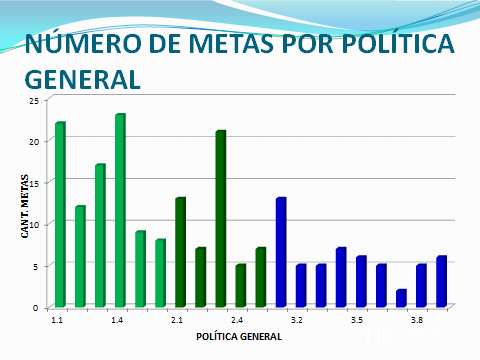 NÚMERO DE METAS POR POLÍTICA
GENERAL
25
20
15
10
5
0
CANT. METAS
1.1 1.4 2.1 2.4 3.2 3.5 3.8
POLÍTICA GENERAL